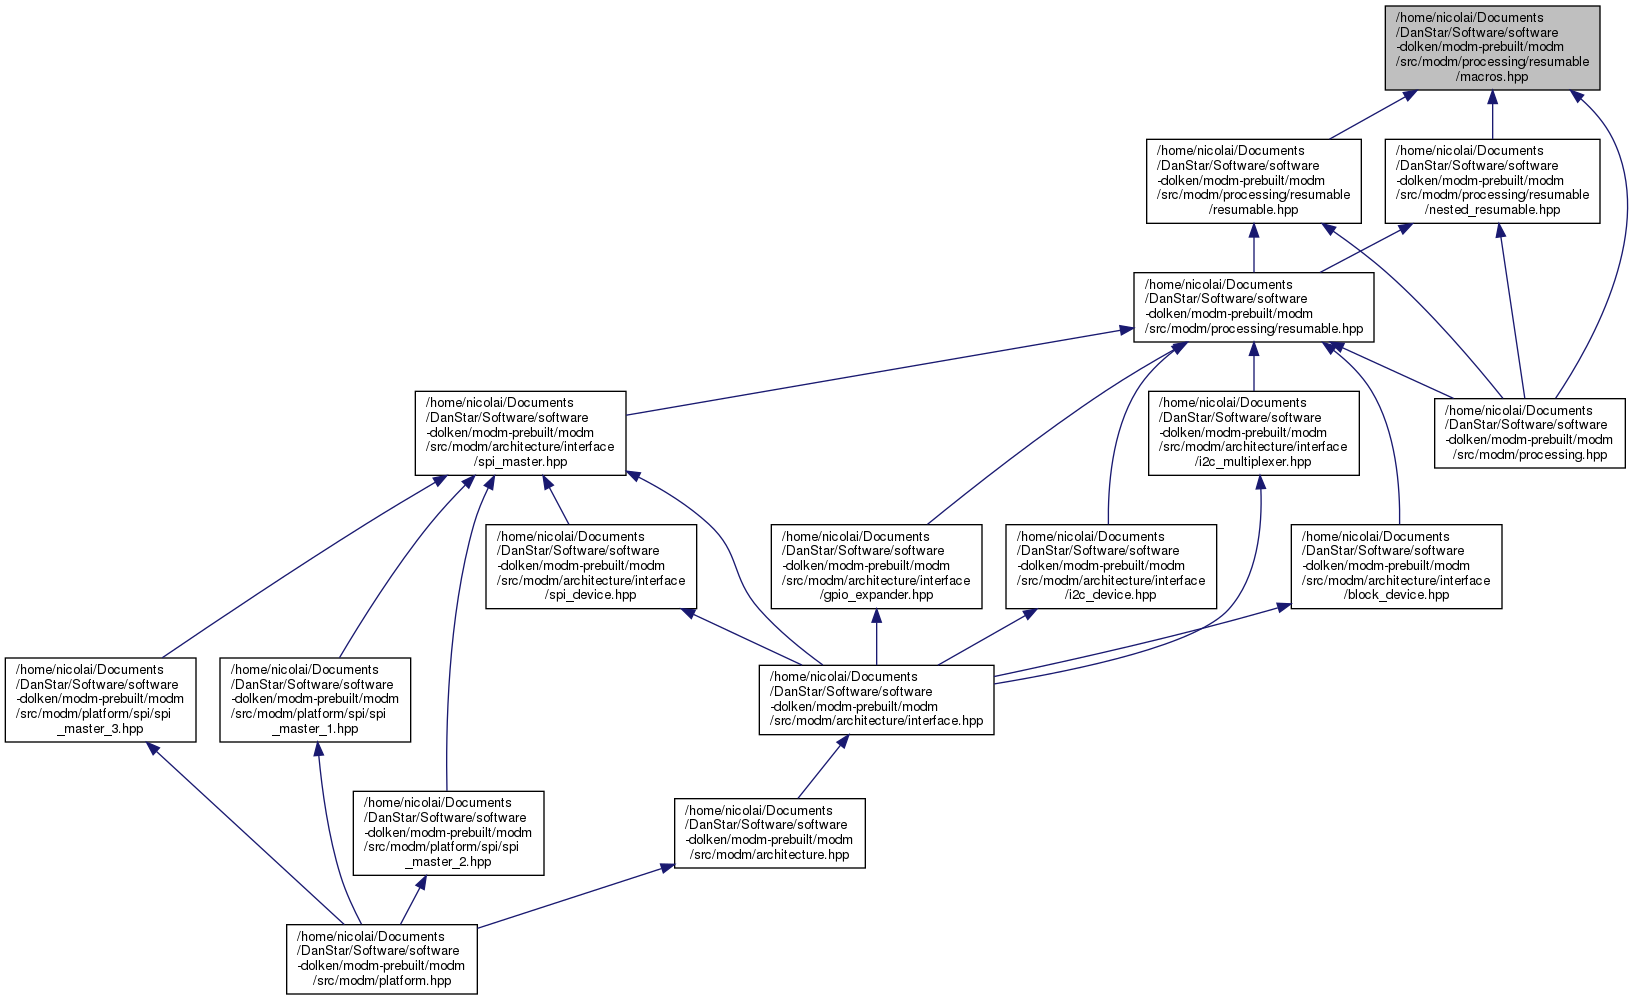 /home/nicolai/Documents
/DanStar/Software/software
-dolken/modm-prebuilt/modm
/src/modm/processing/resumable
/macros.hpp
/home/nicolai/Documents
/DanStar/Software/software
-dolken/modm-prebuilt/modm
/src/modm/processing/resumable
/resumable.hpp
/home/nicolai/Documents
/DanStar/Software/software
-dolken/modm-prebuilt/modm
/src/modm/processing/resumable
/nested_resumable.hpp
/home/nicolai/Documents
/DanStar/Software/software
-dolken/modm-prebuilt/modm
/src/modm/processing/resumable.hpp
/home/nicolai/Documents
/DanStar/Software/software
-dolken/modm-prebuilt/modm
/src/modm/architecture/interface
/spi_master.hpp
/home/nicolai/Documents
/DanStar/Software/software
-dolken/modm-prebuilt/modm
/src/modm/architecture/interface
/i2c_multiplexer.hpp
/home/nicolai/Documents
/DanStar/Software/software
-dolken/modm-prebuilt/modm
/src/modm/processing.hpp
/home/nicolai/Documents
/DanStar/Software/software
-dolken/modm-prebuilt/modm
/src/modm/architecture/interface
/spi_device.hpp
/home/nicolai/Documents
/DanStar/Software/software
-dolken/modm-prebuilt/modm
/src/modm/architecture/interface
/gpio_expander.hpp
/home/nicolai/Documents
/DanStar/Software/software
-dolken/modm-prebuilt/modm
/src/modm/architecture/interface
/i2c_device.hpp
/home/nicolai/Documents
/DanStar/Software/software
-dolken/modm-prebuilt/modm
/src/modm/architecture/interface
/block_device.hpp
/home/nicolai/Documents
/DanStar/Software/software
-dolken/modm-prebuilt/modm
/src/modm/platform/spi/spi
_master_3.hpp
/home/nicolai/Documents
/DanStar/Software/software
-dolken/modm-prebuilt/modm
/src/modm/platform/spi/spi
_master_1.hpp
/home/nicolai/Documents
/DanStar/Software/software
-dolken/modm-prebuilt/modm
/src/modm/architecture/interface.hpp
/home/nicolai/Documents
/DanStar/Software/software
-dolken/modm-prebuilt/modm
/src/modm/platform/spi/spi
_master_2.hpp
/home/nicolai/Documents
/DanStar/Software/software
-dolken/modm-prebuilt/modm
/src/modm/architecture.hpp
/home/nicolai/Documents
/DanStar/Software/software
-dolken/modm-prebuilt/modm
/src/modm/platform.hpp